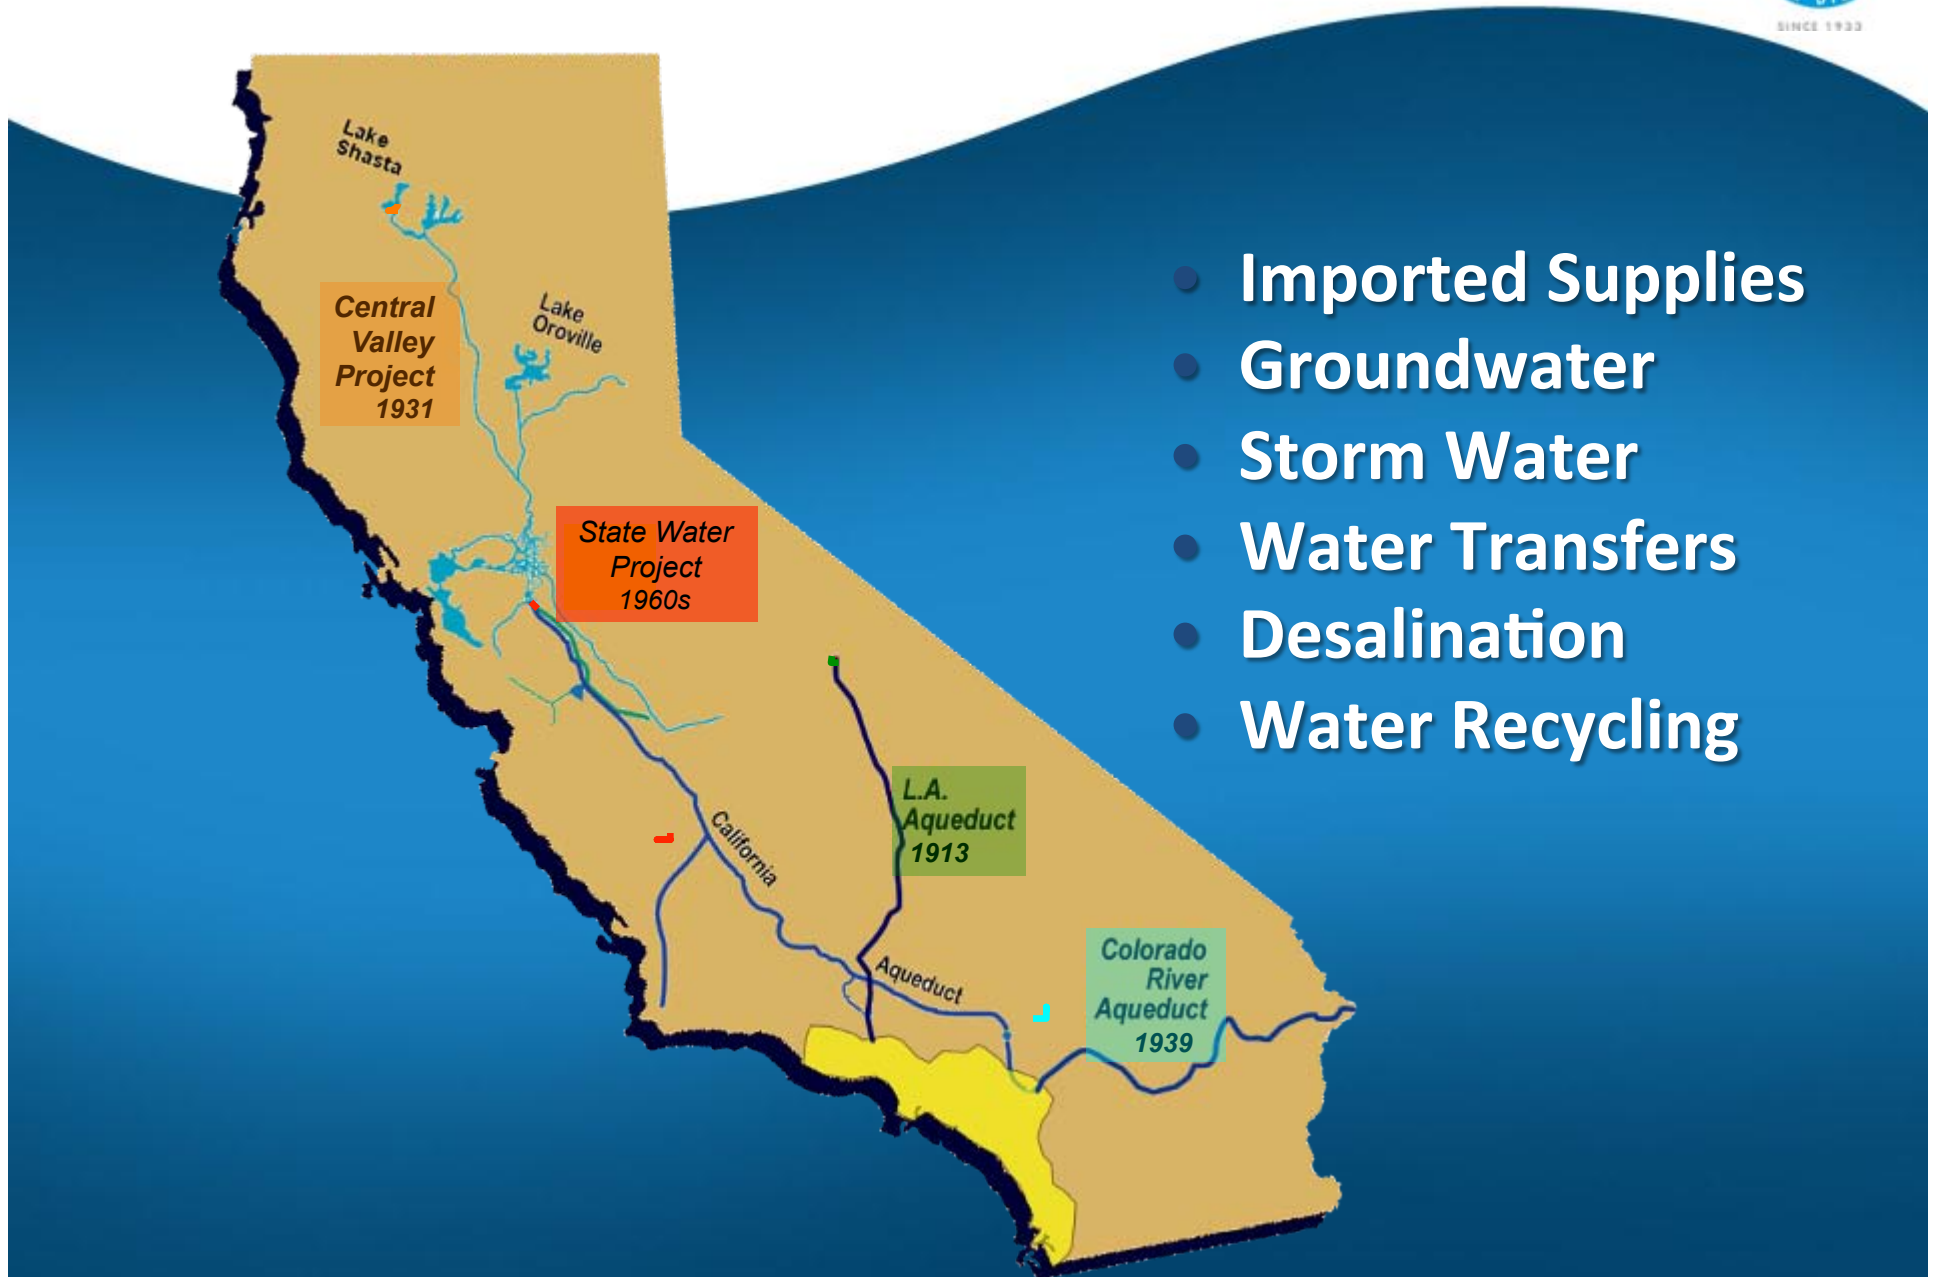 SINCE 1933
Lake
Shasta
Central
Valley
Project
1931
Lake
Oroville
State Water
Project
1960s
L.A.
Aqueduct
1913
California
Aqueduct
Colorado
River
Aqueduct
1939
• Imported Supplies
• Groundwater
• Storm Water
• Water Transfers
• Desalination
• Water Recycling